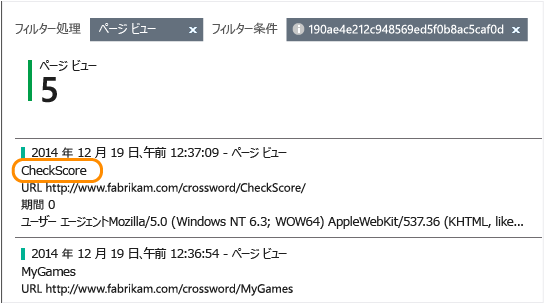 フィルター処理 ページ ビュー × フィルター条件 190ae4e212c948569ed5f0b8ac5caf0d ×
ページ ビュー
5
2014 年 12 月 19 日、午前 12:37:09 - ページ ビュー
CheckScore
URL http://www.fabrikam.com/crossword/CheckScore/
期間 0
ユーザー エージェントMozilla/5.0 (Windows NT 6.3; WOW64) AppleWebKit/537.36 (KHTML, like...
2014 年 12 月 19 日、午前 12:36:54 - ページ ビュー
MyGames
URL http://www.fabrikam.com/crossword/MyGames